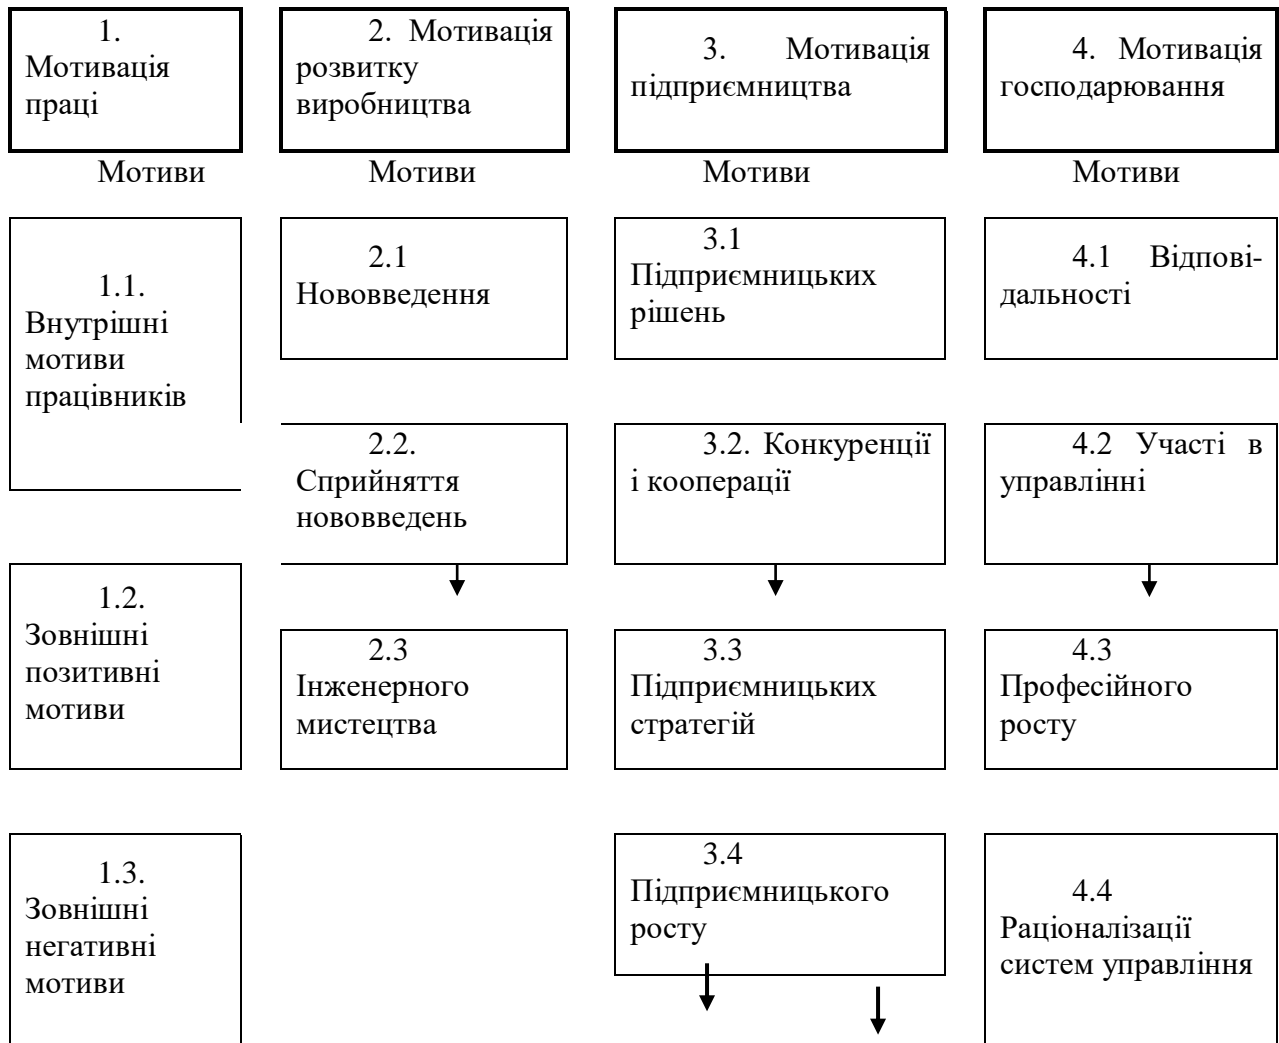 1.
Мотивація
праці
2. Мотивація
розвитку
виробництва
3. Мотивація
підприємництва
4. Мотивація
господарювання
Мотиви
Мотиви
Мотиви
Мотиви
1.1.
Внутрішні
мотиви
працівників
2.1
Нововведення
3.1
Підприємницьких
рішень
4.1 Відпові-
дальності
2.2.
Сприйняття
нововведень
3.2. Конкуренції
і кооперації
4.2 Участі в
управлінні
1.2.
Зовнішні
позитивні
мотиви
2.3
Інженерного
мистецтва
3.3
Підприємницьких
стратегій
4.3
Професійного
росту
1.3.
Зовнішні
негативні
мотиви
3.4
Підприємницького
росту
4.4
Раціоналізації
систем управління